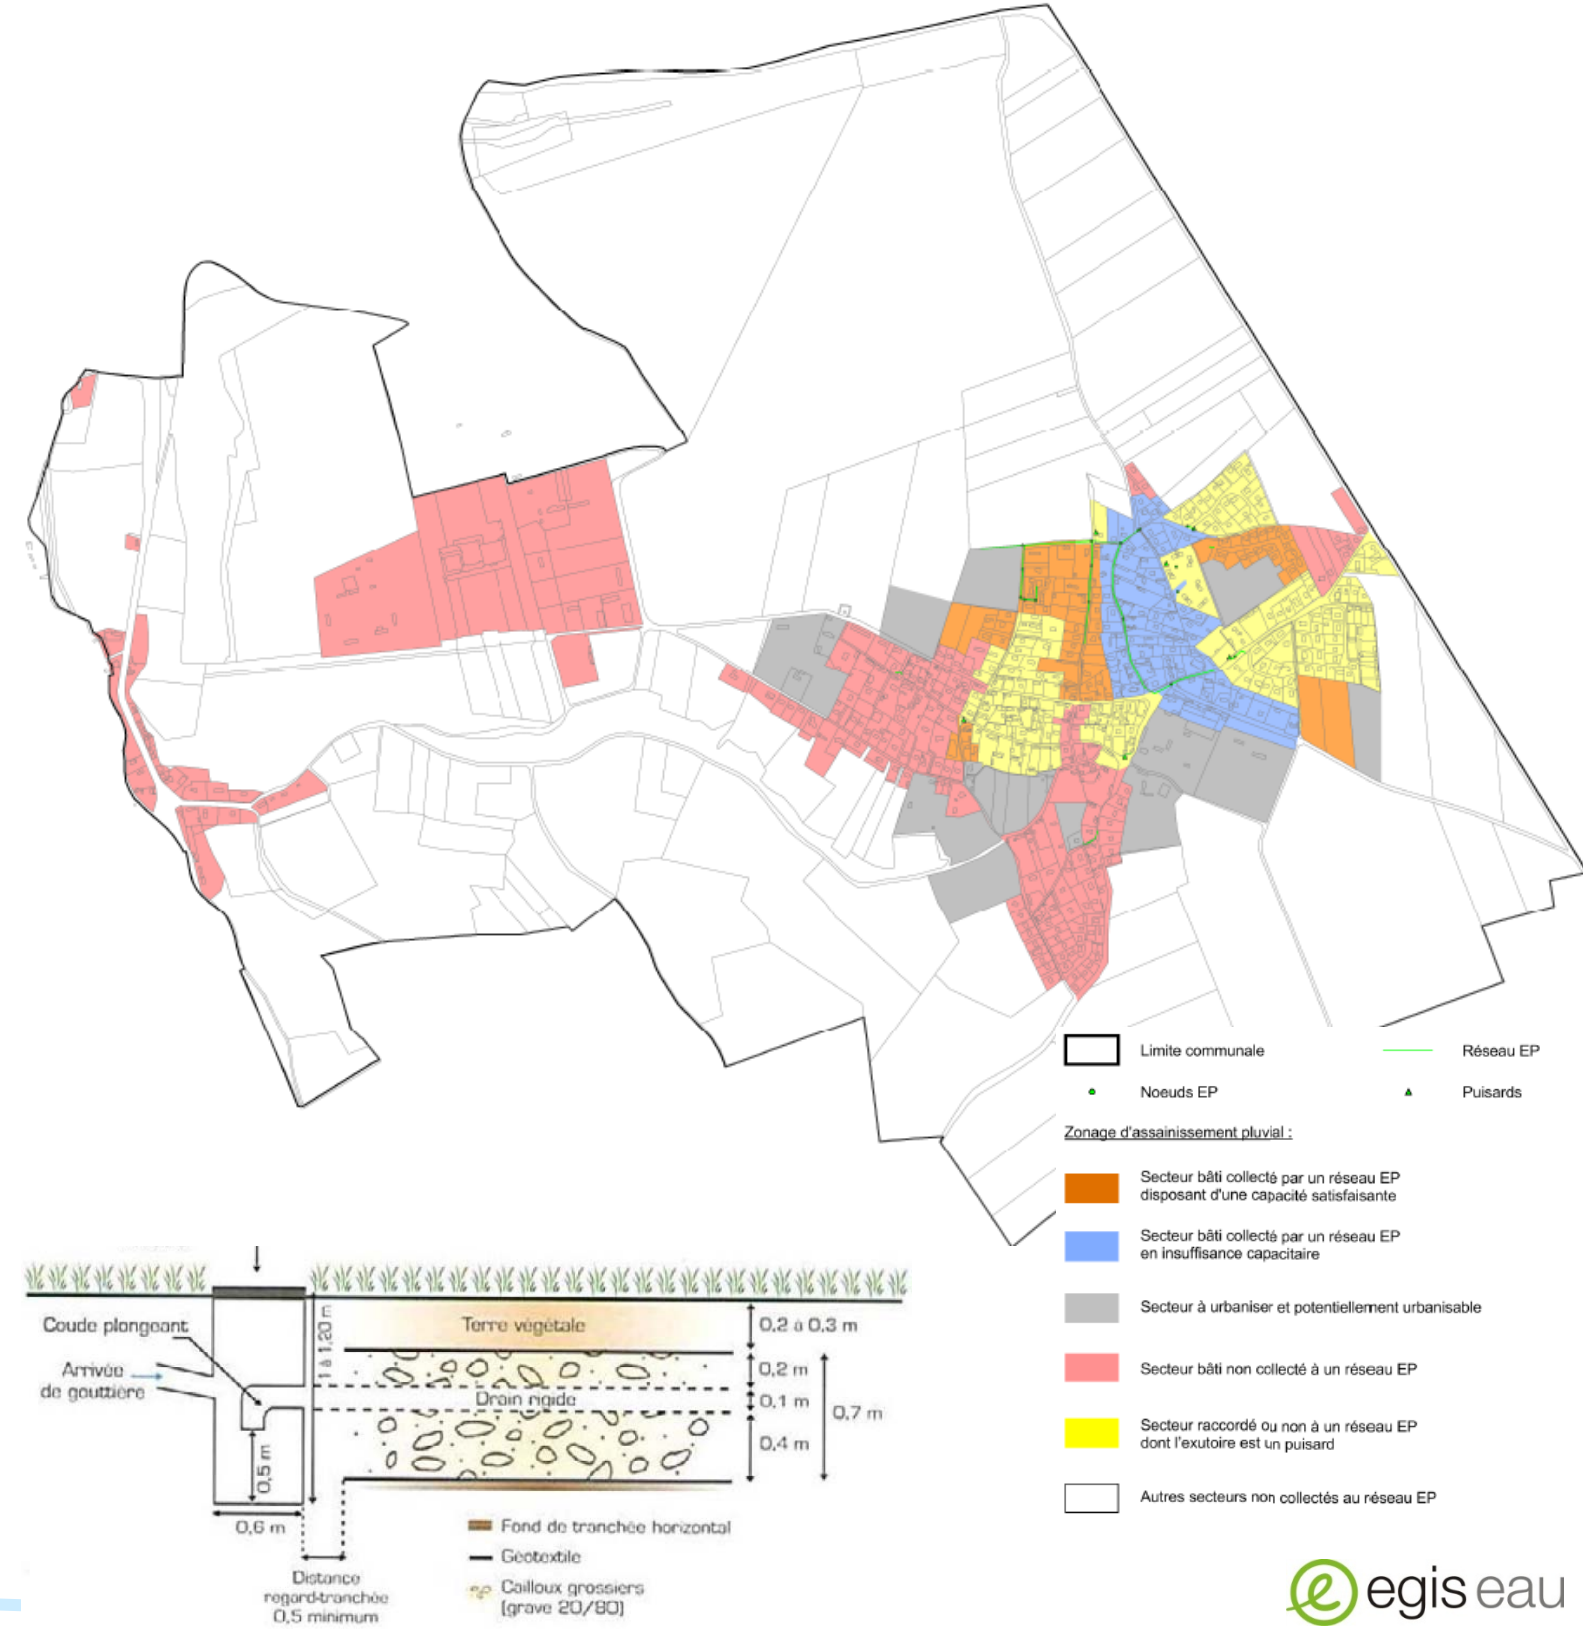 Limite communale
Réseau EP
Noeuds EP
Puisards
Zonage d'assainissement pluvial :
Secteur bâti collecté par un réseau EP
disposant d'une capacité satisfaisante
Secteur bâti collecté par un réseau EP
en insuffisance capacitaire
Secteur à urbaniser et potentiellement urbanisable
Secteur bâti non collecté à un réseau EP
Secteur raccordé ou non à un réseau EP
dont l'exutoire est un puisard
Autres secteurs non collectés au réseau EP
Coude plongeant
Arrivée
de gouttière
1 à 1,20 m
Terre végétale
0,2 à 0,3 m
0,2 m
Drain rigide
0,1 m
0,7 m
0,4 m
0,5 m
0,6 m
Fond de tranchée horizontal
Géotextile
Cailloux grossiers
(grave 20/80)
Distance
regard-tranchée
0,5 minimum
egis eau